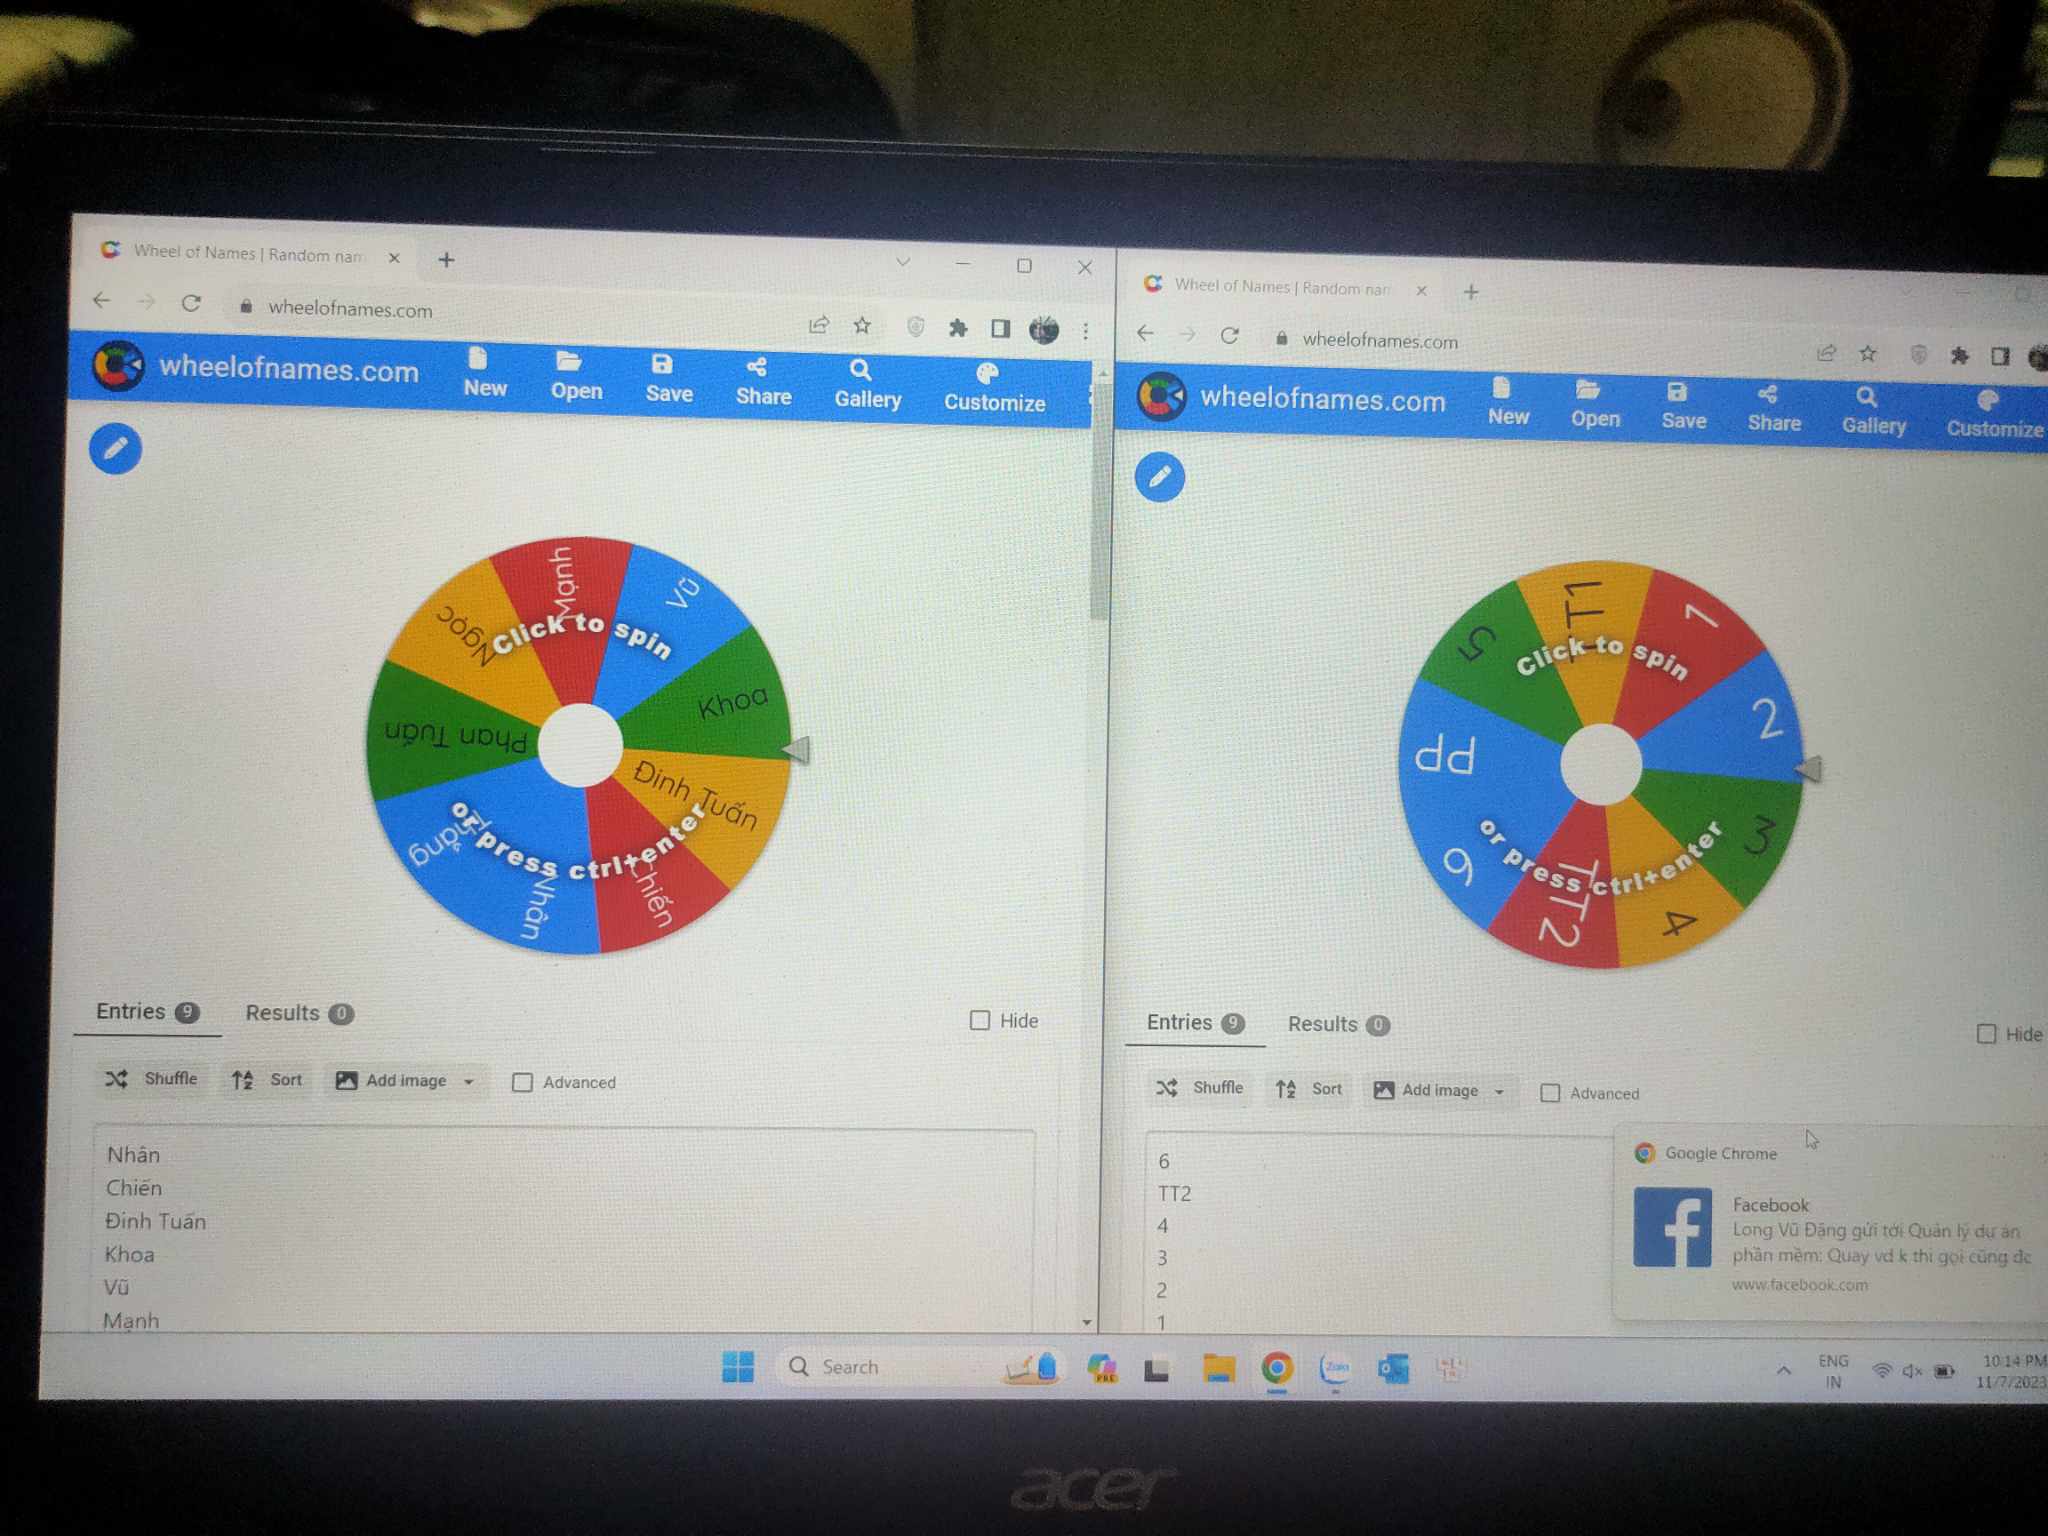 Wheel of Names | Random nam
wheelofnames.com
wheelofnames.com
New
Open
Save
Share
Gallery
Customize
Mạnh
Vũ
Khoa
Đinh Tuấn
Chiến
Nhân
Phan Tuấn
Ngọc
Click to spin
or press ctrl+enter
Entries 9
Results 0
Hide
Shuffle
Sort
Add image
Advanced
Nhân
Chiến
Đinh Tuấn
Khoa
Vũ
Mạnh
Wheel of Names | Random nam
wheelofnames.com
wheelofnames.com
New
Open
Save
Share
Gallery
Customize
TT1
1
2
3
4
TT2
6
PP
5
Click to spin
or press ctrl+enter
Entries 9
Results 0
Hide
Shuffle
Sort
Add image
Advanced
6
TT2
4
3
2
1
Google Chrome
Facebook
Long Vũ Đặng gửi tới Quản lý dự án
phần mềm: Quay vd k thì gọi cũng đc
www.facebook.com
Search
PRE
Zalo
ENG
IN
10:14 PM
11/7/2023
acer